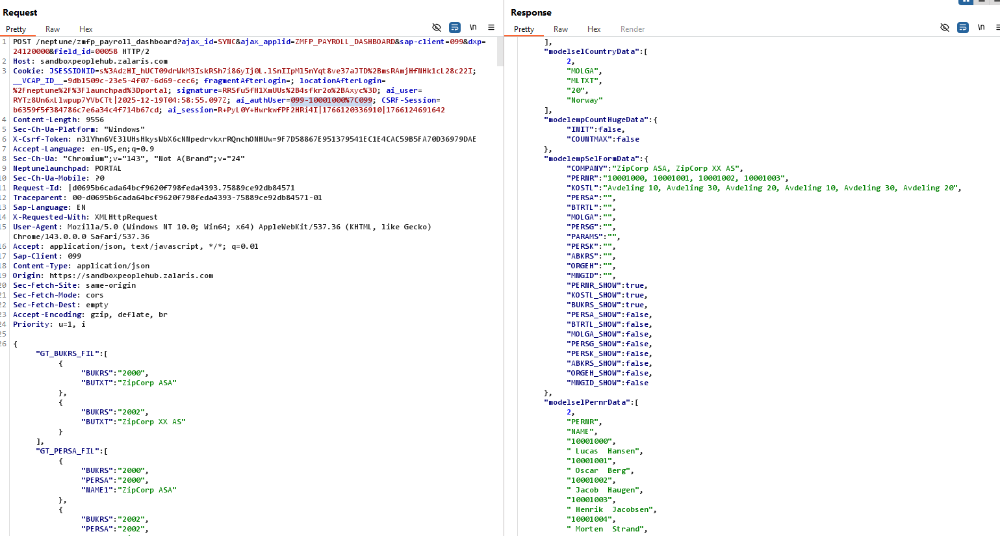 Request
Pretty Raw Hex
\n
1 POST /neptune/zmfp_payroll_dashboard?ajax_id=SYNC&ajax_applid=ZMFP_PAYROLL_DASHBOARD&sap-client=099&dxp=
24120000&field_id=00058 HTTP/2
2 Host: sandboxpeoplehub.zalaris.com
3 Cookie: JSESSIONID=s%3AdzHI_hUCT09drWkM3IskRSh7i86yIj0L.lSnIIpMl5nYqt8ve37aJTD%2BmsRAmjHfNHk1cL28c22I;
__VCAP_ID__=9db1509c-23e5-4f07-6d69-cec6; fragmentAfterLogin=; locationAfterLogin=
%2Fneptune%2F%3Flaunchpad%3Dportal; signature=RRSfu5fH1XmUUs%2B4sfkr2o%2BAxyc%3D; ai_user=
RYTz8Un6xLlwpup7YVbCTt|2025-12-19T04:58:55.097Z; ai_authUser=099-10001000%7C099; CSRF-Session=
b6359f5f384786c7e6a34c4f714b67cd; ai_session=R+PyL0Y+HwrkwfPF2HRi4I|1766120336910|1766124691642
4 Content-Length: 9556
5 Sec-Ch-Ua-Platform: "Windows"
6 X-Csrf-Token: n31Yhn6VE3lUHsHkysWbX6cNNpedrvkxrRQnchONHUw=9F7D58867E951379541EC1E4CAC59B5FA70D36979DAE
7 Accept-Language: en-US,en;q=0.9
8 Sec-Ch-Ua: "Chromium";v="143", "Not A(Brand";v="24"
9 Neptunelaunchpad: PORTAL
10 Sec-Ch-Ua-Mobile: ?0
11 Request-Id: |d0695b6cada64bcf9620f798feda4393.75889ce92db84571
12 Traceparent: 00-d0695b6cada64bcf9620f798feda4393-75889ce92db84571-01
13 Sap-Language: EN
14 X-Requested-With: XMLHttpRequest
15 User-Agent: Mozilla/5.0 (Windows NT 10.0; Win64; x64) AppleWebKit/537.36 (KHTML, like Gecko)
Chrome/143.0.0.0 Safari/537.36
16 Accept: application/json, text/javascript, */*; q=0.01
17 Sap-Client: 099
18 Content-Type: application/json
19 Origin: https://sandboxpeoplehub.zalaris.com
20 Sec-Fetch-Site: same-origin
21 Sec-Fetch-Mode: cors
22 Sec-Fetch-Dest: empty
23 Accept-Encoding: gzip, deflate, br
24 Priority: u=1, i
25
26 {
"GT_BUKRS_FIL":[
{
"BUKRS":"2000",
"BUTXT":"ZipCorp ASA"
},
{
"BUKRS":"2002",
"BUTXT":"ZipCorp XX AS"
}
],
"GT_PERSA_FIL":[
{
"BUKRS":"2000",
"PERSA":"2000",
"NAME1":"ZipCorp ASA"
},
{
"BUKRS":"2002",
"PERSA":"2002",
Response
Pretty Raw Hex Render
\n
],
"modelselCountryData":[
2,
"MOLGA",
"MLTXT",
"20",
"Norway"
],
"modelempCountHugeData":{
"INIT":false,
"COUNTMAX":false
},
"modelempSelFormData":{
"COMPANY":"ZipCorp ASA, ZipCorp XX AS",
"PERNR":"10001000, 10001001, 10001002, 10001003",
"KOSTL":"Avdeling 10, Avdeling 30, Avdeling 20, Avdeling 10, Avdeling 30, Avdeling 20",
"PERSA":"",
"BTRTL":"",
"MOLGA":"",
"PERSG":"",
"PARAMS":"",
"PERSK":"",
"ABKRS":"",
"ORGEH":"",
"MNGID":"",
"PERNR_SHOW":true,
"KOSTL_SHOW":true,
"BUKRS_SHOW":true,
"PERSA_SHOW":false,
"BTRTL_SHOW":false,
"MOLGA_SHOW":false,
"PERSG_SHOW":false,
"PERSK_SHOW":false,
"ABKRS_SHOW":false,
"ORGEH_SHOW":false,
"MNGID_SHOW":false
},
"modelselPernrData":[
2,
"PERNR",
"NAME",
"10001000",
" Lucas  Hansen",
"10001001",
" Oscar  Berg",
"10001002",
" Jacob  Haugen",
"10001003",
" Henrik  Jacobsen",
"10001004",
" Morten  Strand",